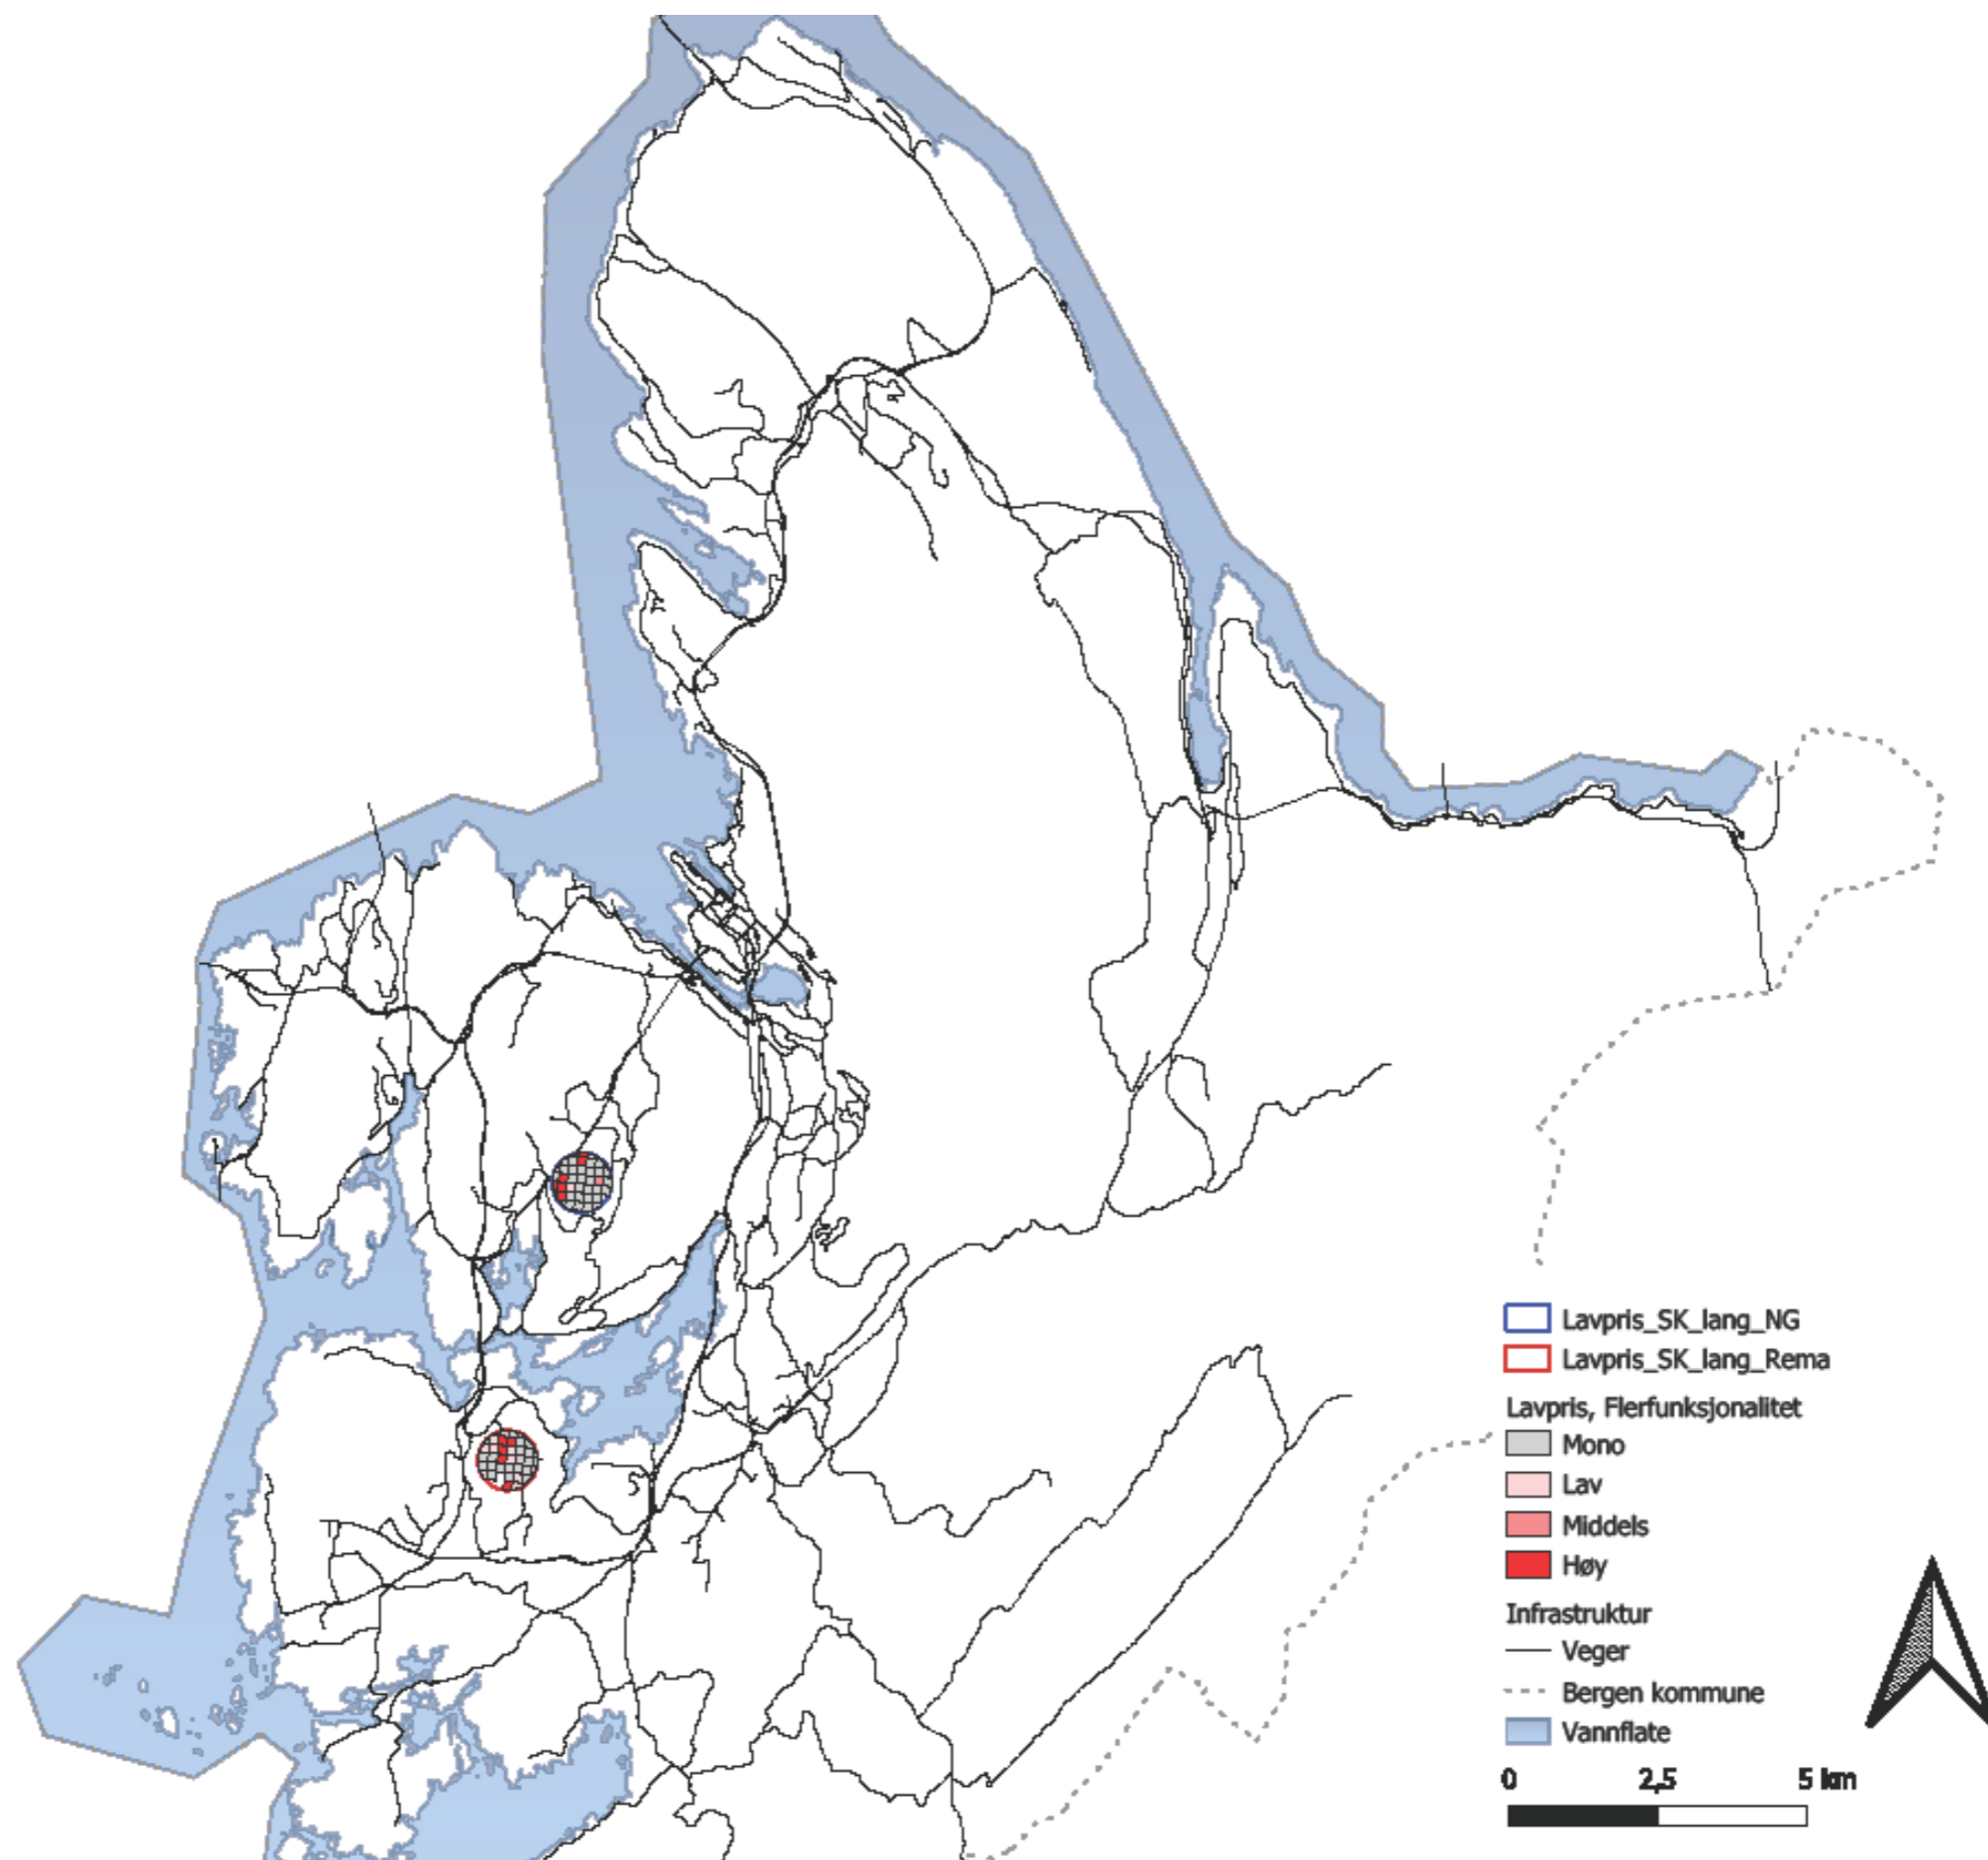 Lavpris_SK_lang_NG
Lavpris_SK_lang_Rema
Lavpris, Flerfunksjonalitet
Mono
Lav
Middels
Høy
Infrastruktur
Veger
Bergen kommune
Vannflate
0 2,5 5 km